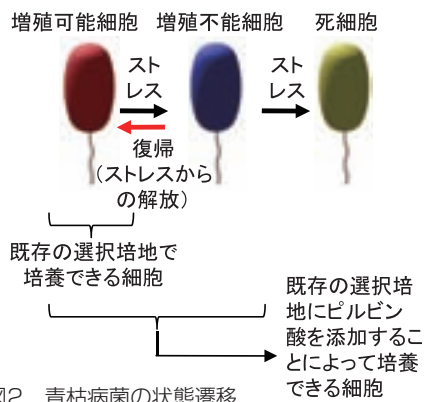 増殖可能細胞
増殖不能細胞
死細胞
スト
レス
スト
レス
復帰
(ストレスから
の解放)
既存の選択培地で
培養できる細胞
既存の選択培
地にピルビン
酸を添加するこ
とによって培養
できる細胞
図2 青枯病菌の状態遷移